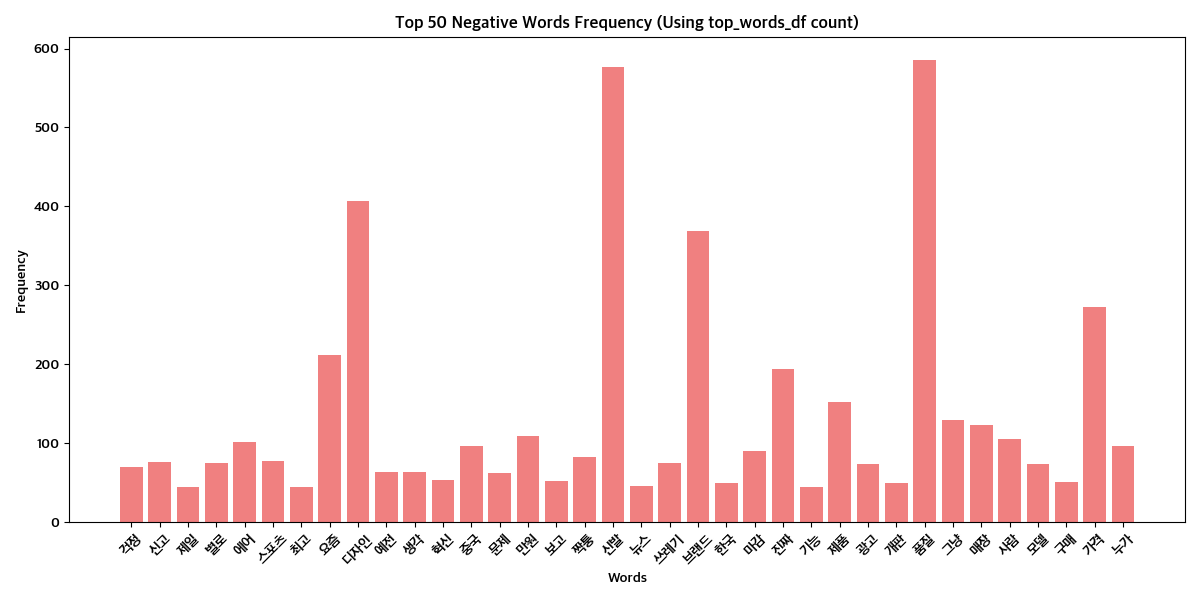 Top 50 Negative Words Frequency (Using top_words_df count)
600
500
400
300
200
100
0
Frequency
걱정 신고 제일 별로 에어 스포츠 최고 요즘 디자인 예전 생각 혁신 중국 문제 만원 보고 짝퉁 신발 뉴스 쓰레기 브랜드 한국 마감 진짜 기능 제품 광고 개판 품질 그냥 매장 사람 모델 구매 가격 누가
Words